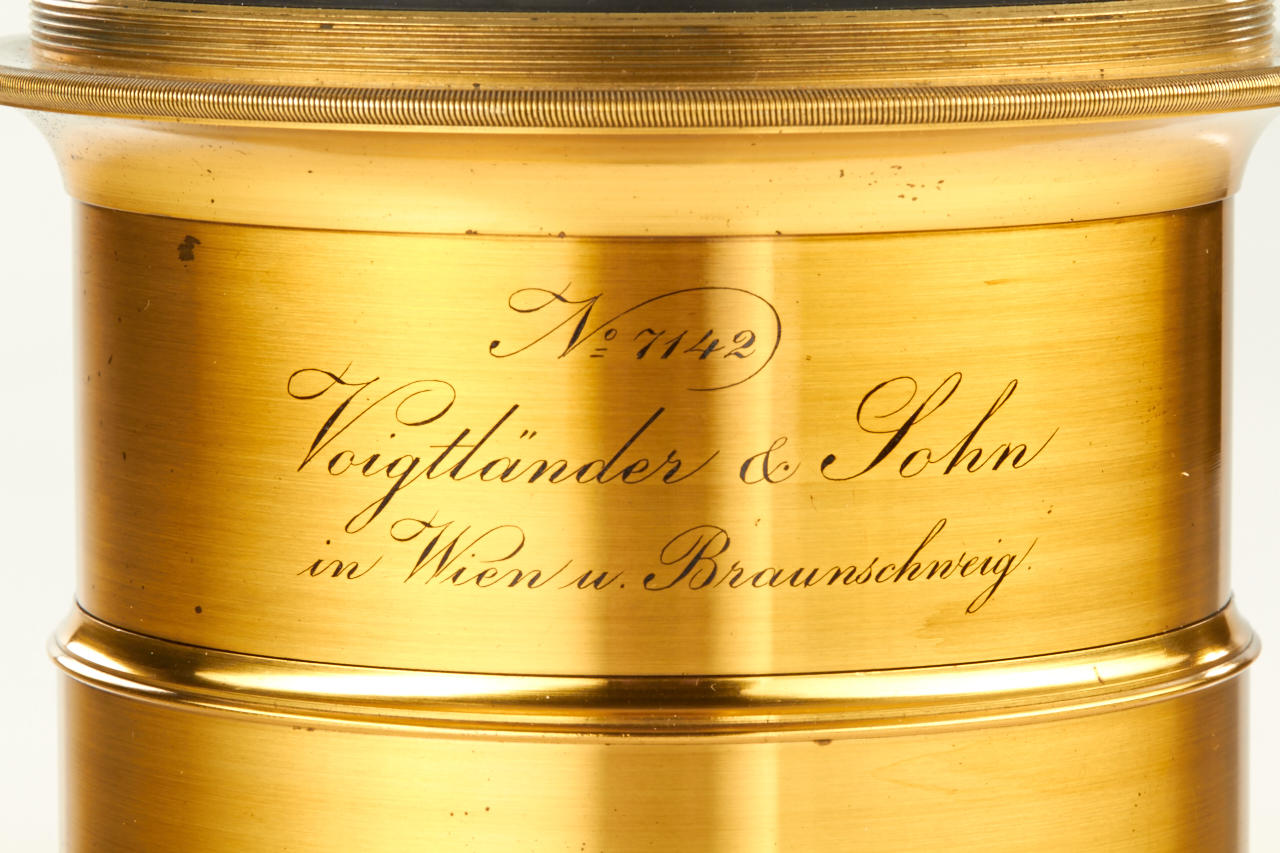 Nº 7142
Voigtländer & Sohn
in Wien u. Braunschweig.